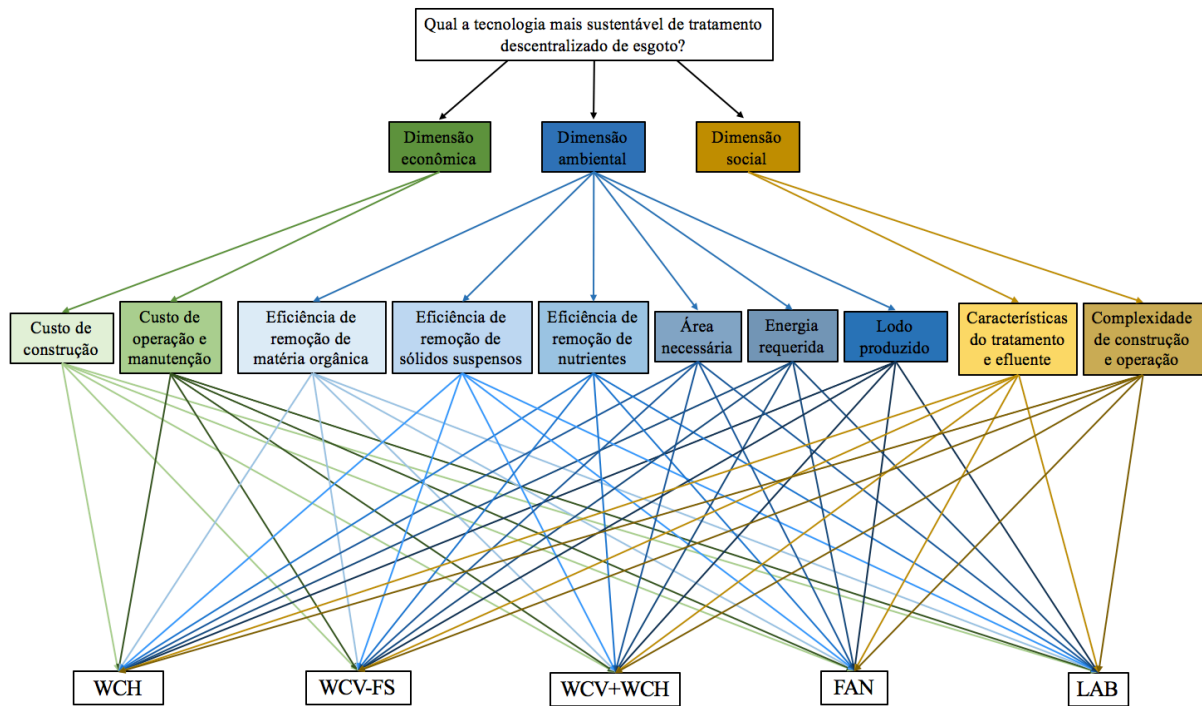 Qual a tecnologia mais sustentável de tratamento
descentralizado de esgoto?
Dimensão
econômica
Dimensão
ambiental
Dimensão
social
Custo de
construção
Custo de
operação e
manutenção
Eficiência de
remoção de
matéria orgânica
Eficiência de
remoção de
sólidos suspensos
Eficiência de
remoção de
nutrientes
Área
necessária
Energia
requerida
Lodo
produzido
Características
do tratamento
e efluente
Complexidade
de construção
e operação
WCH
WCV-FS
WCV+WCH
FAN
LAB